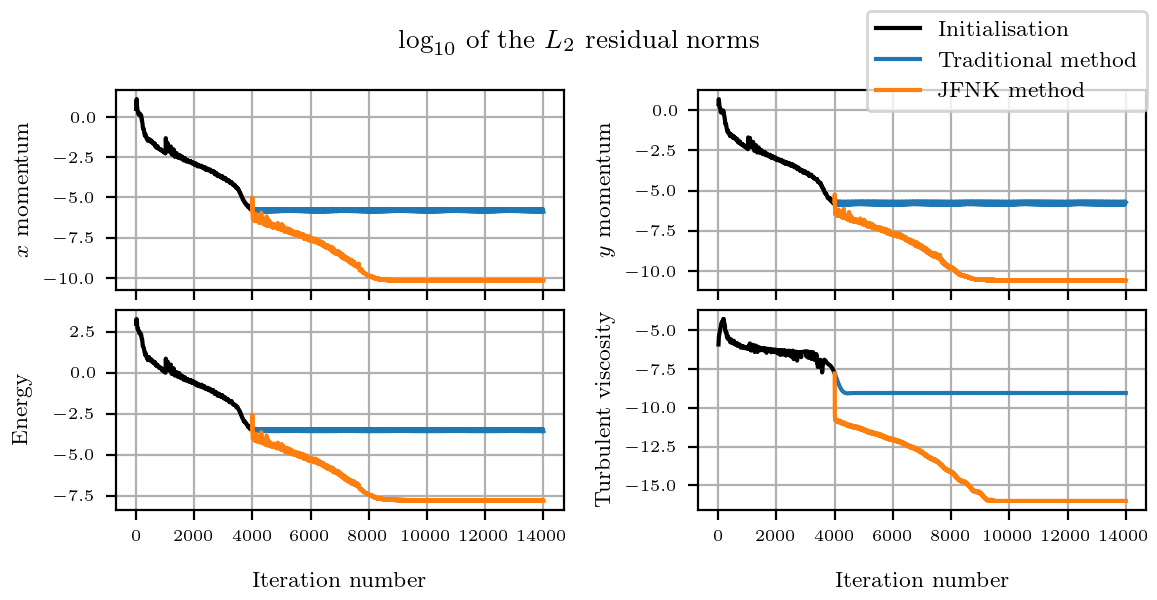 log₁₀ of the L₂ residual norms
Initialisation
Traditional method
JFNK method
x momentum
0.0
−2.5
−5.0
−7.5
−10.0
y momentum
0.0
−2.5
−5.0
−7.5
−10.0
Energy
2.5
0.0
−2.5
−5.0
−7.5
0 2000 4000 6000 8000 10000 12000 14000
Iteration number
Turbulent viscosity
−5.0
−7.5
−10.0
−12.5
−15.0
0 2000 4000 6000 8000 10000 12000 14000
Iteration number